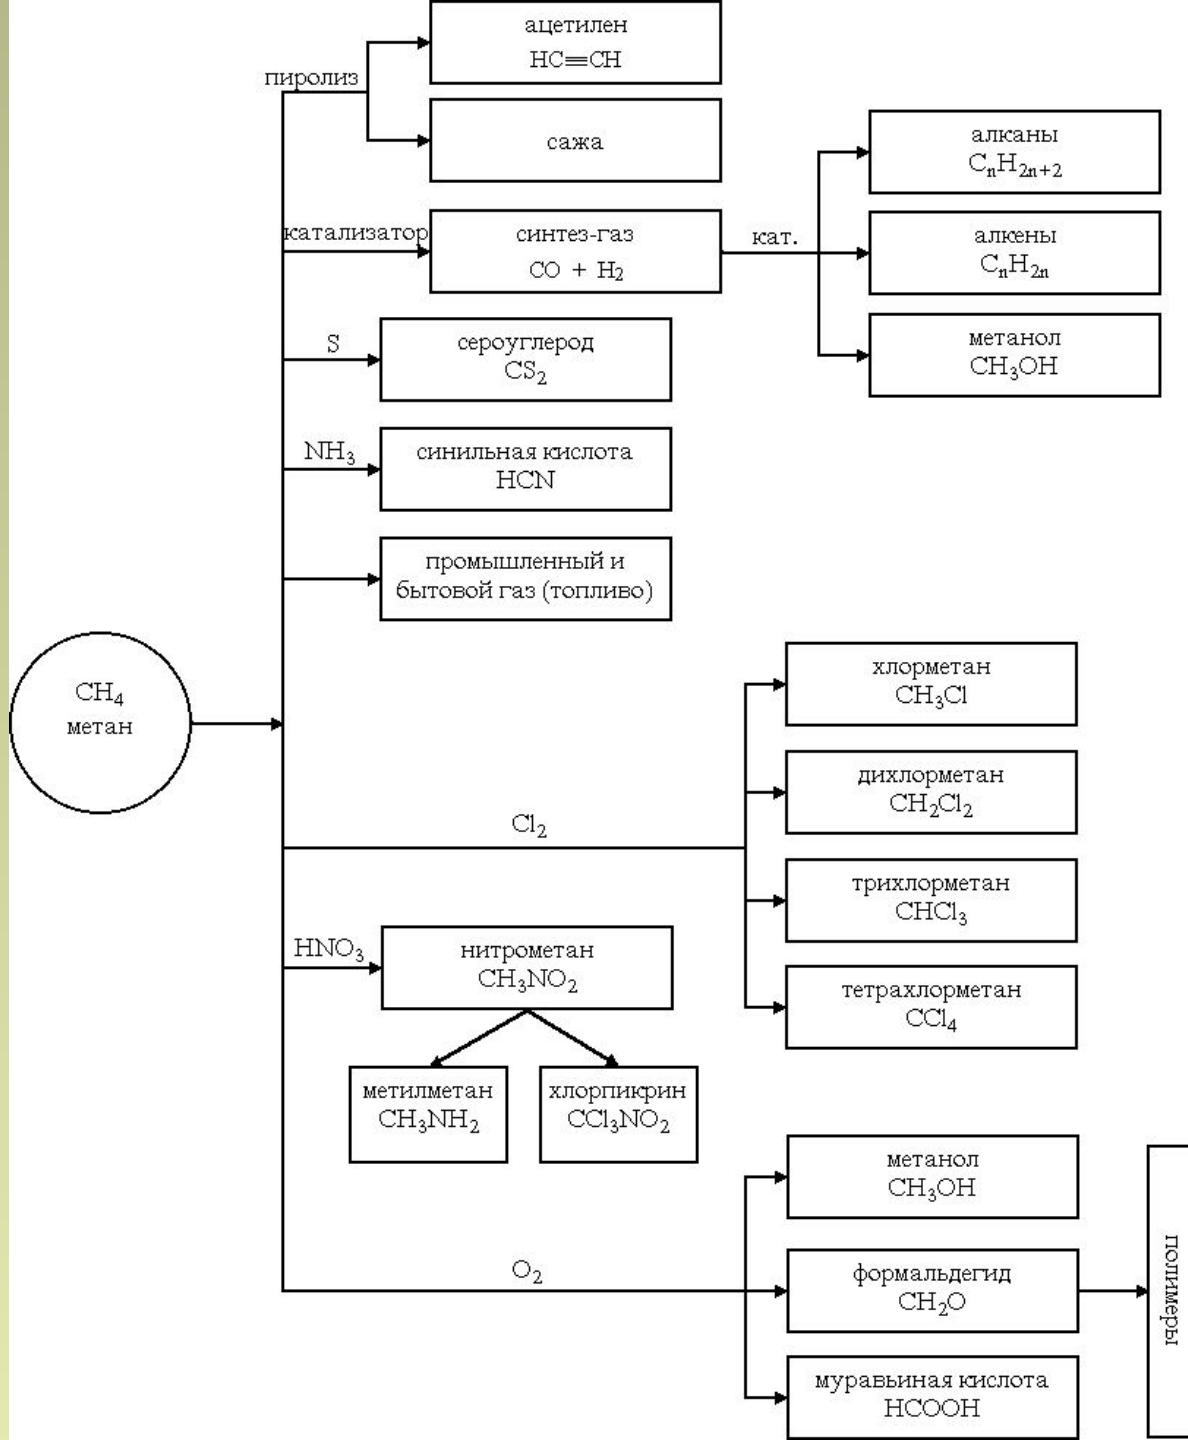 ацетилен
HC≡CH
пиролиз
сажа
алканы
CₙH₂ₙ₊₂
катализатор
синтез-газ
CO + H₂
кат.
алкены
CₙH₂ₙ
S
сероуглерод
CS₂
метанол
CH₃OH
NH₃
синильная кислота
HCN
промышленный и
бытовой газ (топливо)
CH₄
метан
хлорметан
CH₃Cl
дихлорметан
CH₂Cl₂
Cl₂
трихлорметан
CHCl₃
HNO₃
нитрометан
CH₃NO₂
тетрахлорметан
CCl₄
метилметан
CH₃NH₂
хлорпикрин
CCl₃NO₂
метанол
CH₃OH
O₂
формальдегид
CH₂O
полимеры
муравьиная кислота
HCOOH